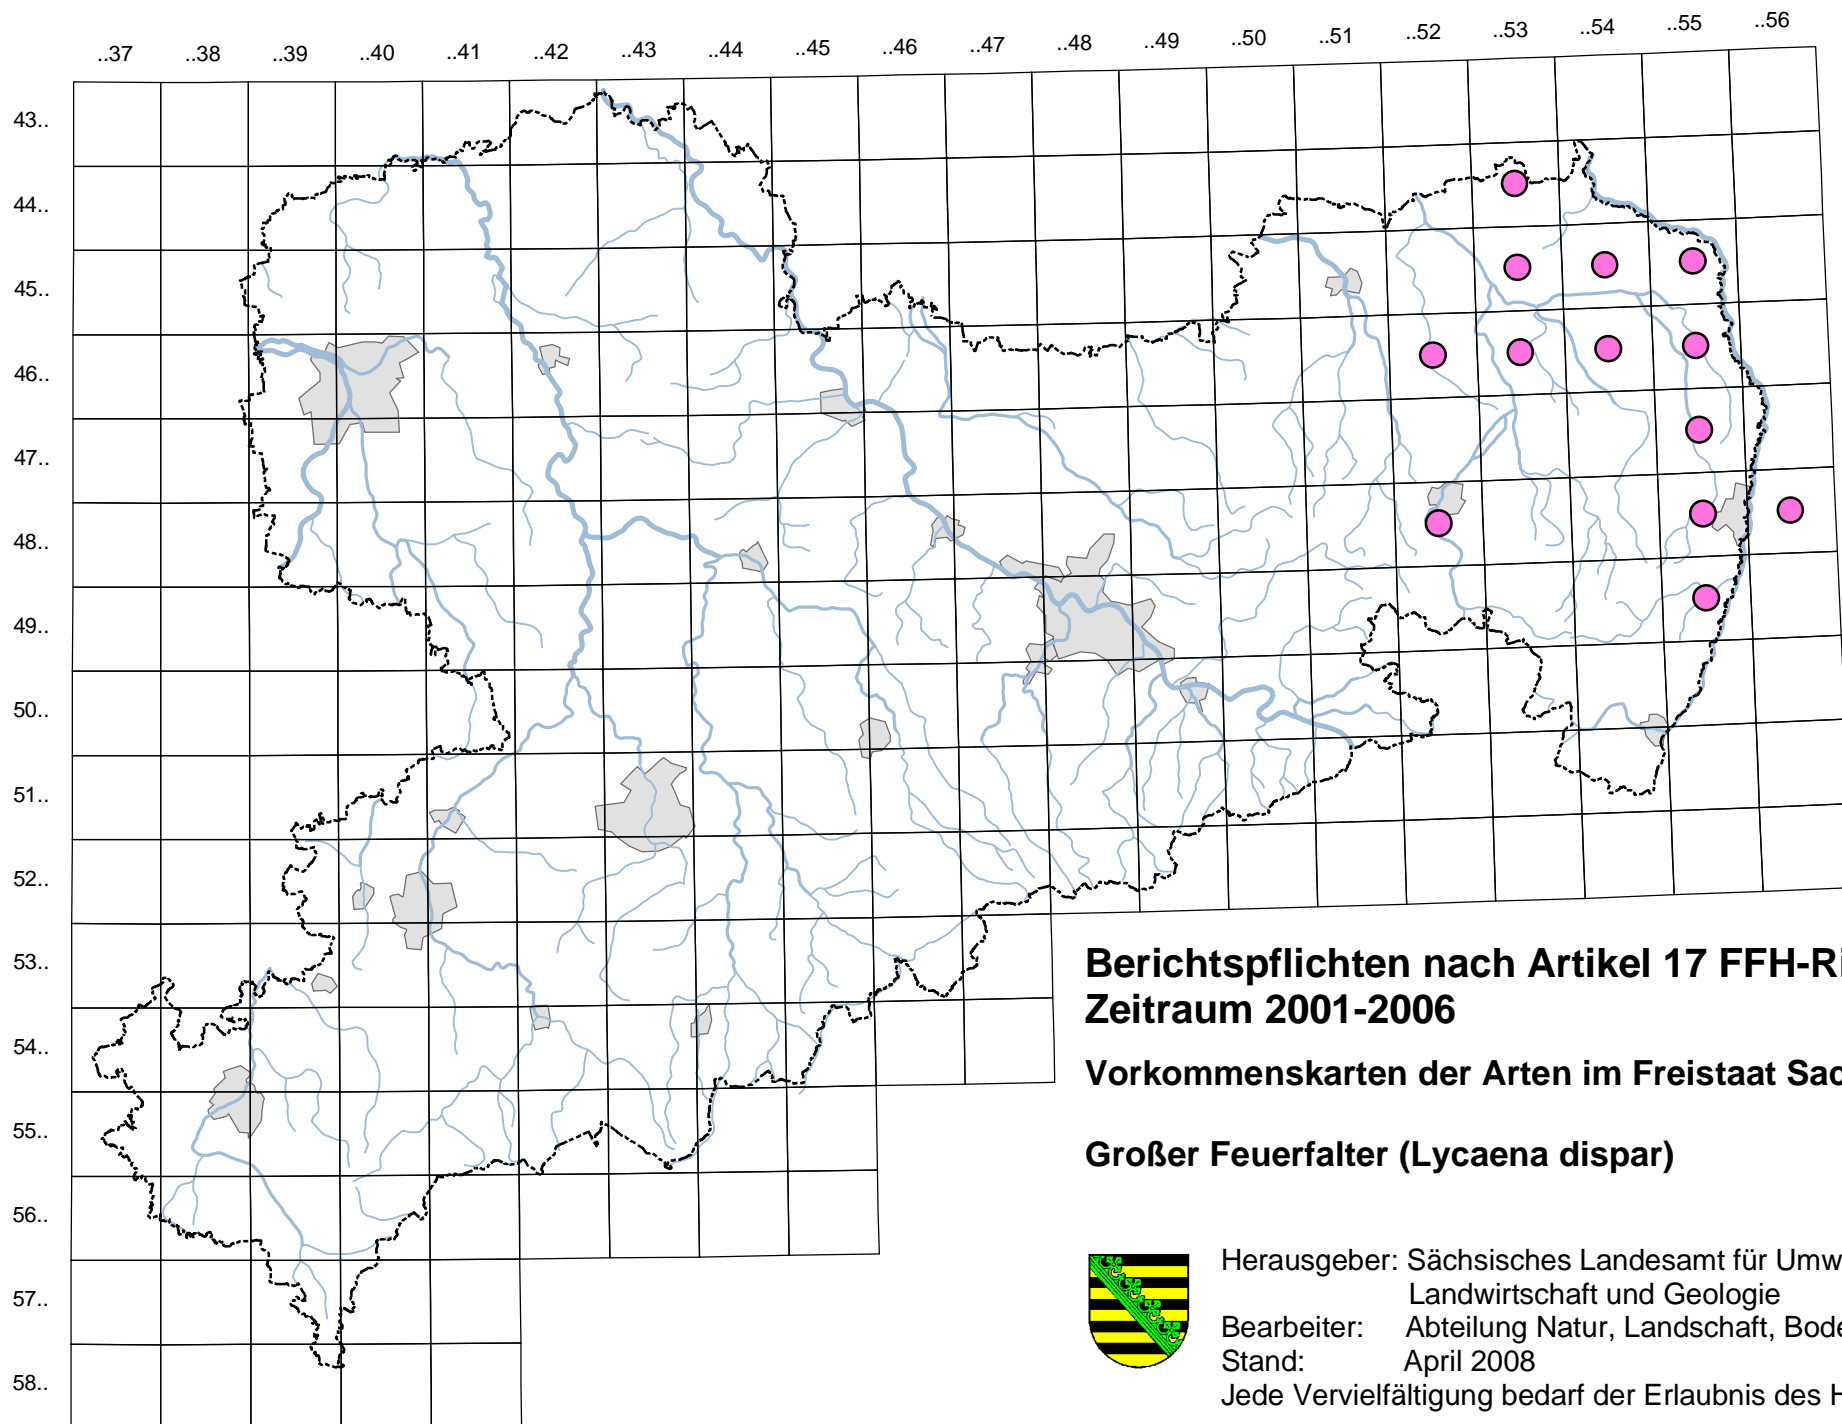 ..37 ..38 ..39 ..40 ..41 ..42 ..43 ..44 ..45 ..46 ..47 ..48 ..49 ..50 ..51 ..52 ..53 ..54 ..55 ..56
43..
44..
45..
46..
47..
48..
49..
50..
51..
52..
53..
54..
55..
56..
57..
58..
Berichtspflichten nach Artikel 17 FFH-Ri
Zeitraum 2001-2006
Vorkommenskarten der Arten im Freistaat Sac
Großer Feuerfalter (Lycaena dispar)
Herausgeber: Sächsisches Landesamt für Umw
Landwirtschaft und Geologie
Bearbeiter: Abteilung Natur, Landschaft, Bode
Stand: April 2008
Jede Vervielfältigung bedarf der Erlaubnis des H